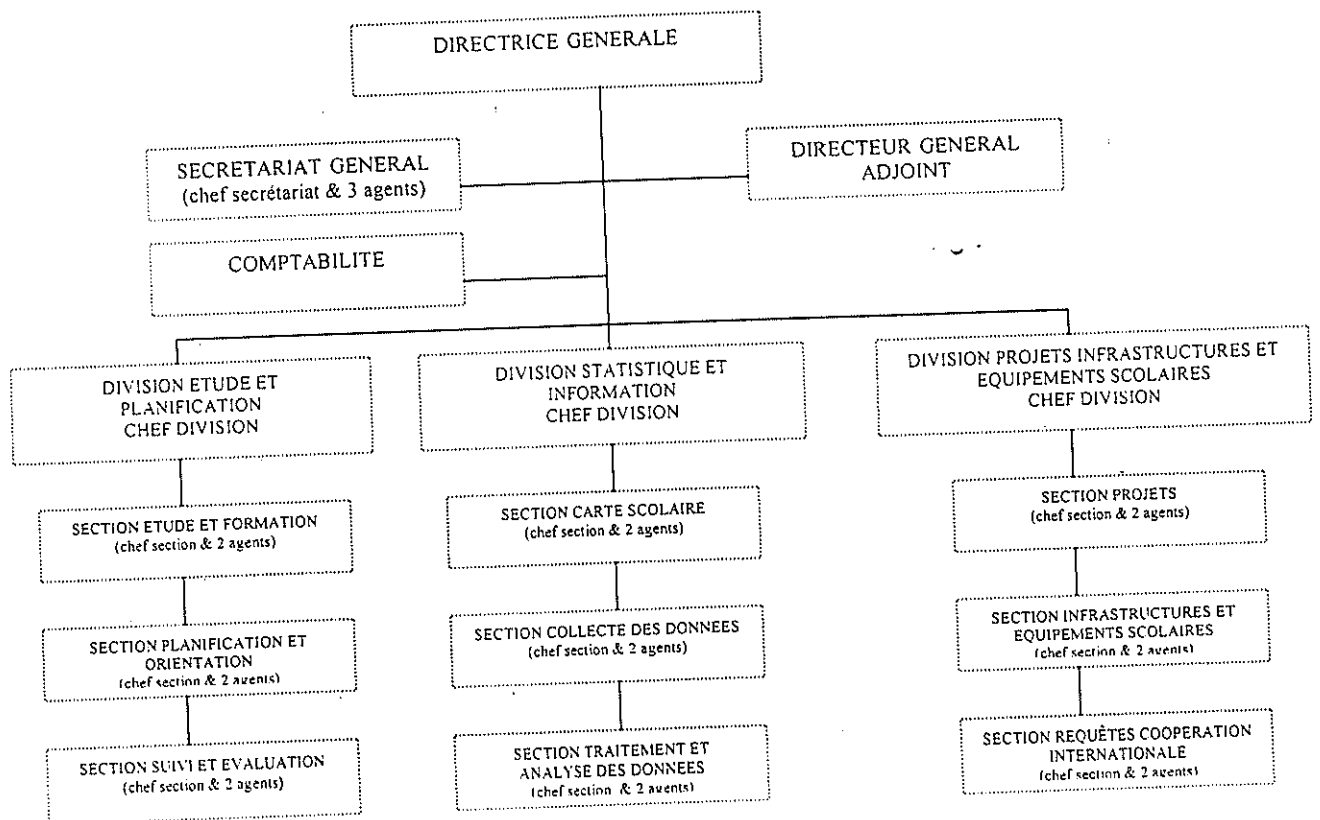 DIRECTRICE GENERALE
SECRETARIAT GENERAL
(chef secrétariat & 3 agents)
DIRECTEUR GENERAL
ADJOINT
COMPTABILITE
DIVISION ETUDE ET
PLANIFICATION
CHEF DIVISION
DIVISION STATISTIQUE ET
INFORMATION
CHEF DIVISION
DIVISION PROJETS INFRASTRUCTURES ET
EQUIPEMENTS SCOLAIRES
CHEF DIVISION
SECTION ETUDE ET FORMATION
(chef section & 2 agents)
SECTION CARTE SCOLAIRE
(chef section & 2 agents)
SECTION PROJETS
(chef section & 2 agents)
SECTION PLANIFICATION ET
ORIENTATION
(chef section & 2 agents)
SECTION COLLECTE DES DONNEES
(chef section & 2 agents)
SECTION INFRASTRUCTURES ET
EQUIPEMENTS SCOLAIRES
(chef section & 2 agents)
SECTION SUIVI ET EVALUATION
(chef section & 2 agents)
SECTION TRAITEMENT ET
ANALYSE DES DONNEES
(chef section & 2 agents)
SECTION REQUÊTES COOPERATION
INTERNATIONALE
(chef section & 2 agents)